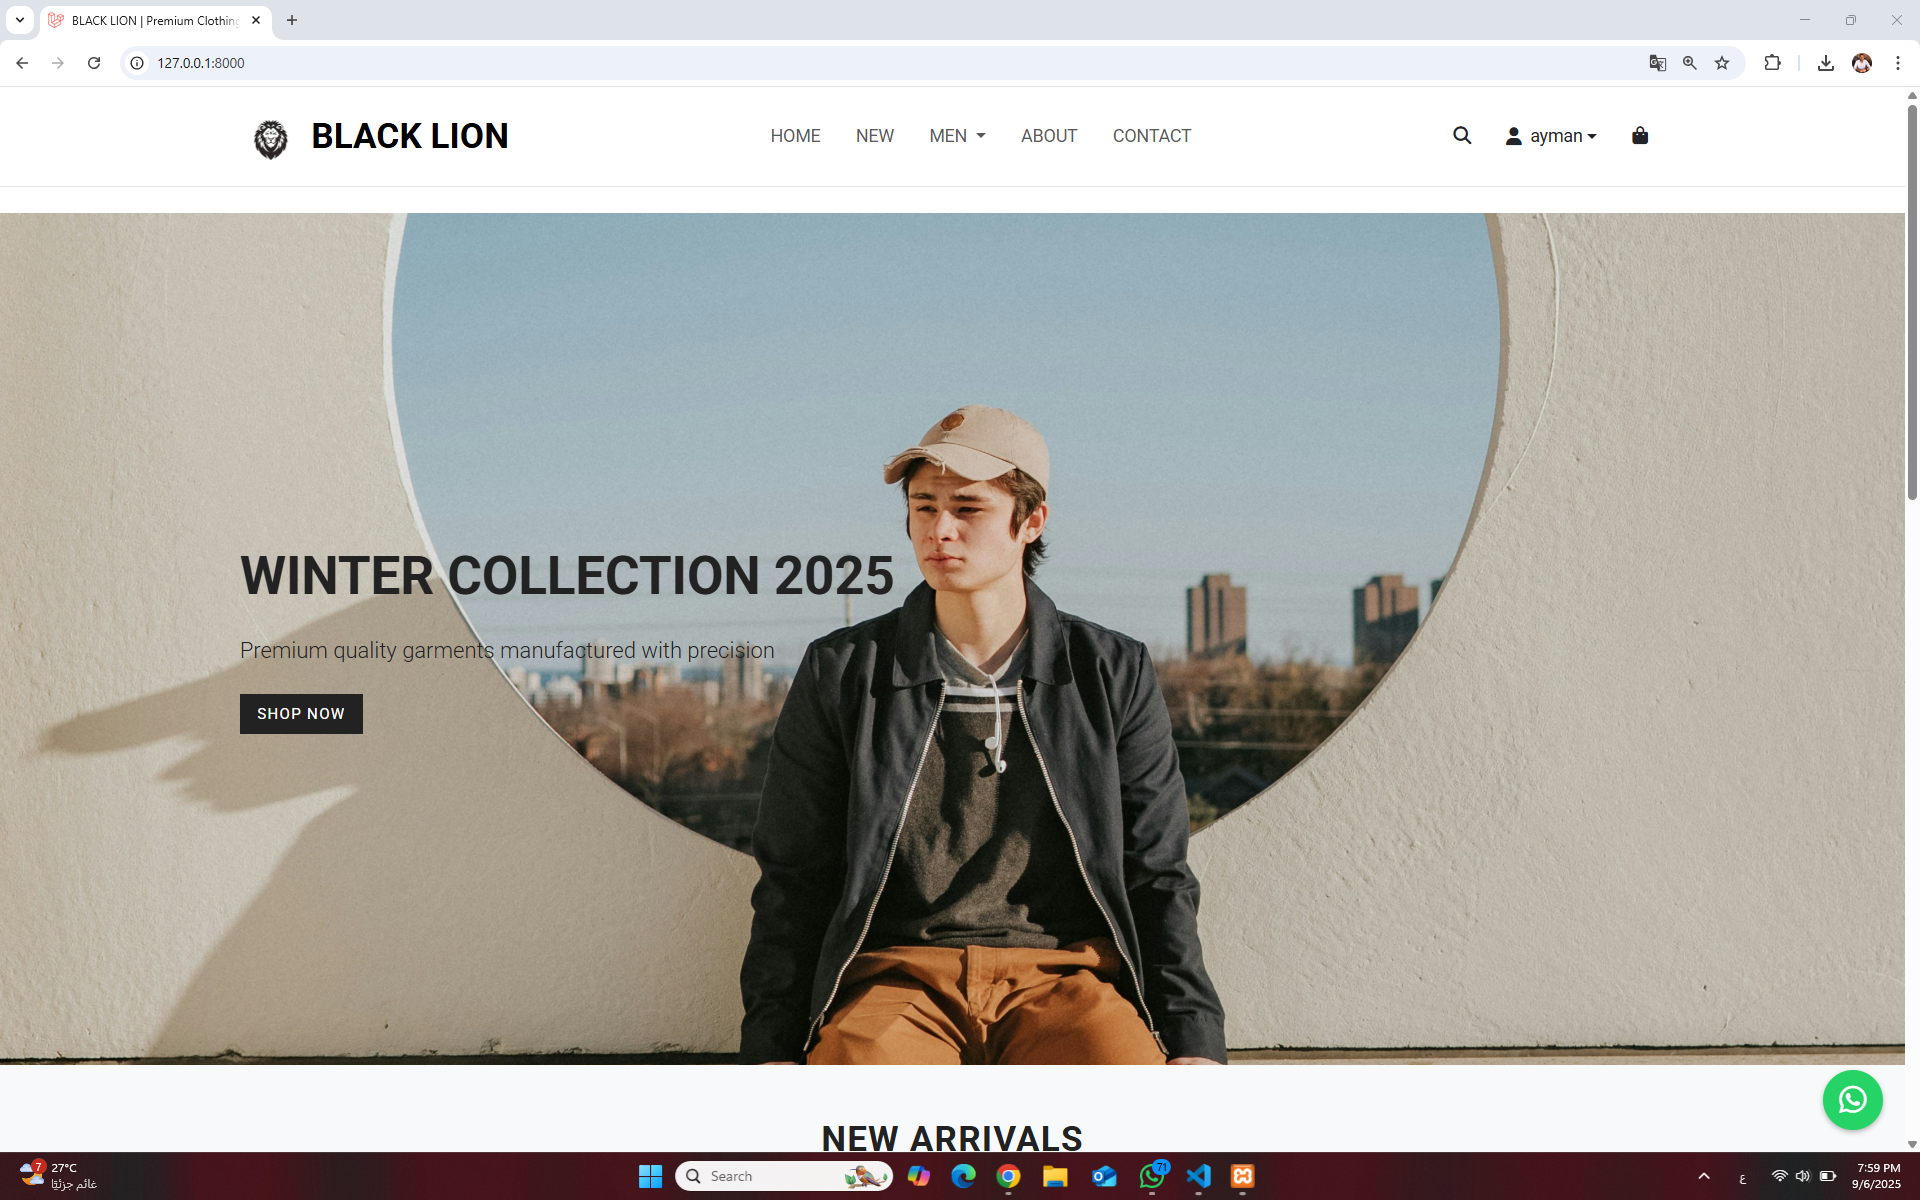 BLACK LION | Premium Clothing
127.0.0.1:8000
BLACK LION
HOME NEW MEN ABOUT CONTACT
ayman
WINTER COLLECTION 2025
Premium quality garments manufactured with precision
SHOP NOW
NEW ARRIVALS
7
27°C
غائم جزئيًا
Search
71
ع
7:59 PM
9/6/2025